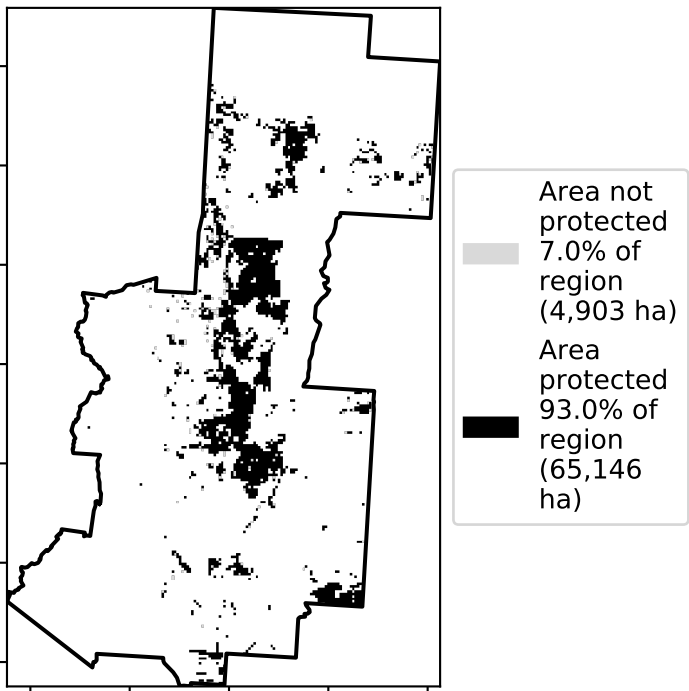 Area not
protected
7.0% of
region
(4,903 ha)
Area
protected
93.0% of
region
(65,146
ha)